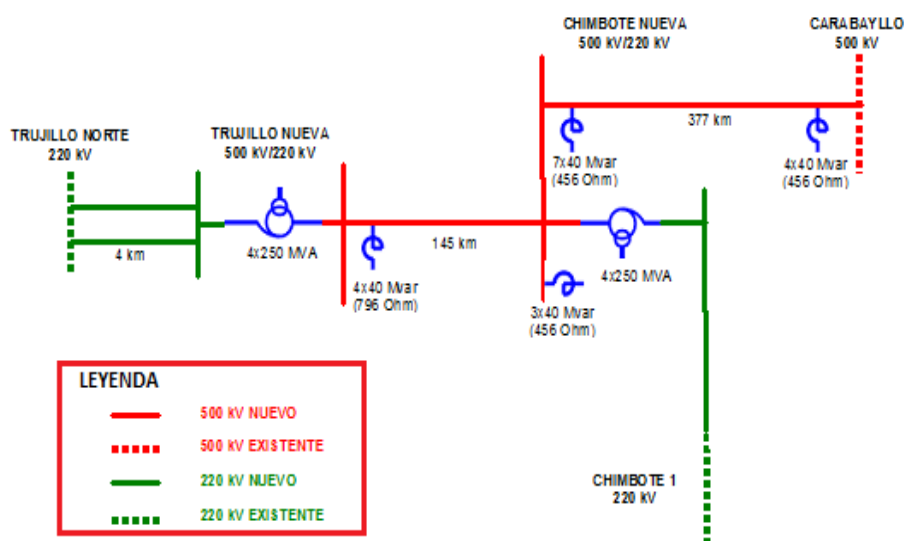 CHIMBOTE NUEVA
500 kV/220 kV
CARABAYLLO
500 kV
377 km
7x40 Mvar
(456 Ohm)
4x40 Mvar
(456 Ohm)
TRUJILLO NORTE
220 kV
TRUJILLO NUEVA
500 kV/220 kV
4 km
4x250 MVA
145 km
4x250 MVA
4x40 Mvar
(796 Ohm)
3x40 Mvar
(456 Ohm)
LEYENDA
500 kV NUEVO
500 kV EXISTENTE
220 kV NUEVO
220 kV EXISTENTE
CHIMBOTE 1
220 kV